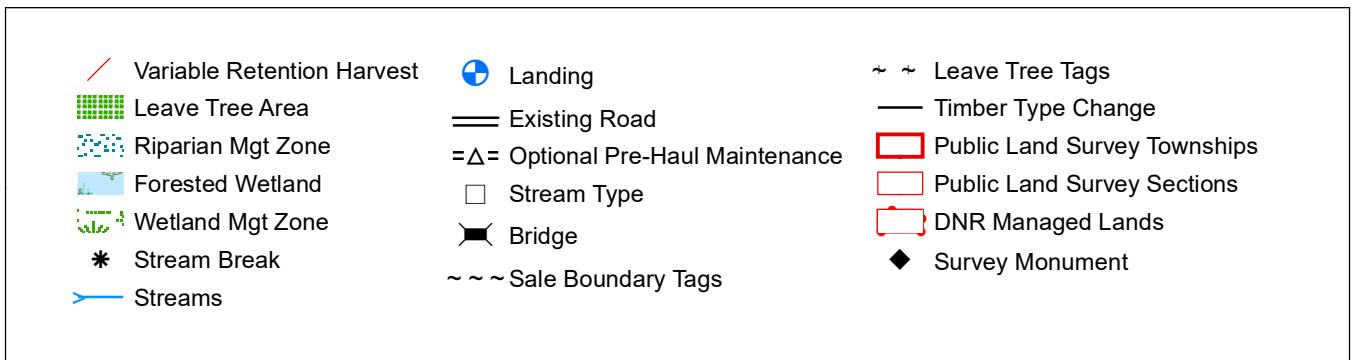 Variable Retention Harvest
Leave Tree Area
Riparian Mgt Zone
Forested Wetland
Wetland Mgt Zone
Stream Break
Streams
Landing
Existing Road
Optional Pre-Haul Maintenance
Stream Type
Bridge
Sale Boundary Tags
Leave Tree Tags
Timber Type Change
Public Land Survey Townships
Public Land Survey Sections
DNR Managed Lands
Survey Monument